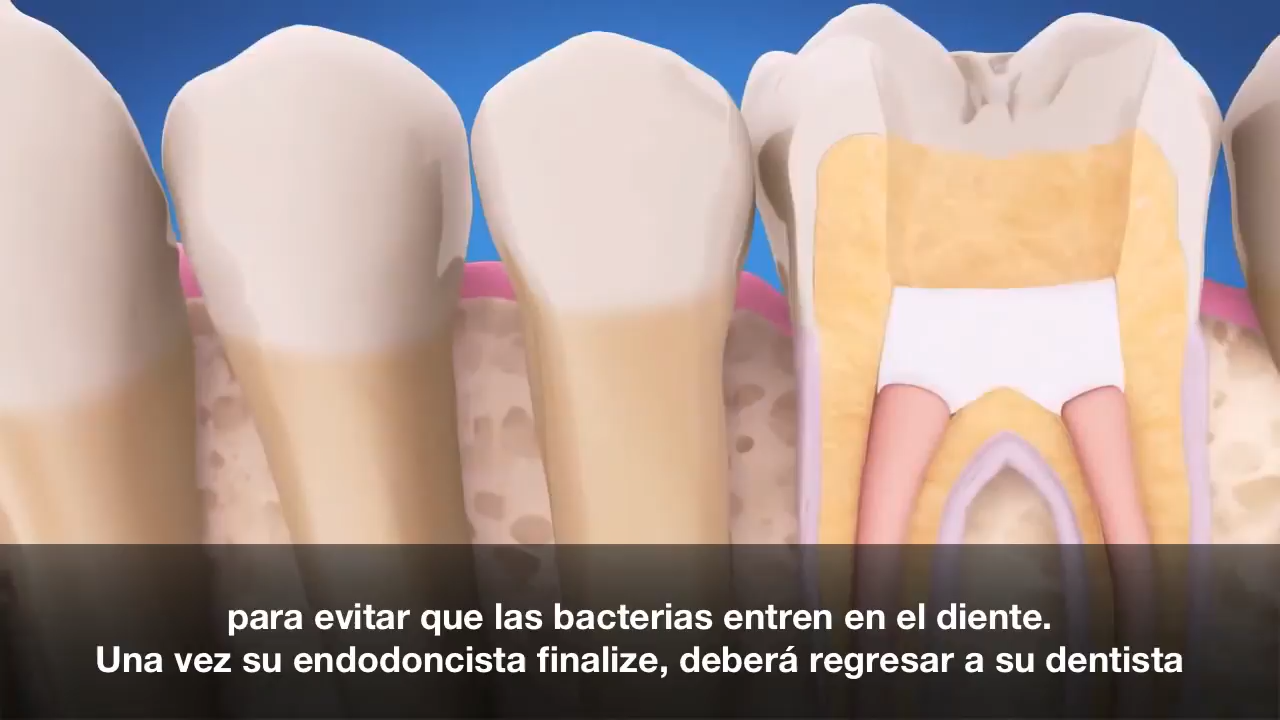 para evitar que las bacterias entren en el diente.
Una vez su endodoncista finalize, deberá regresar a su dentista